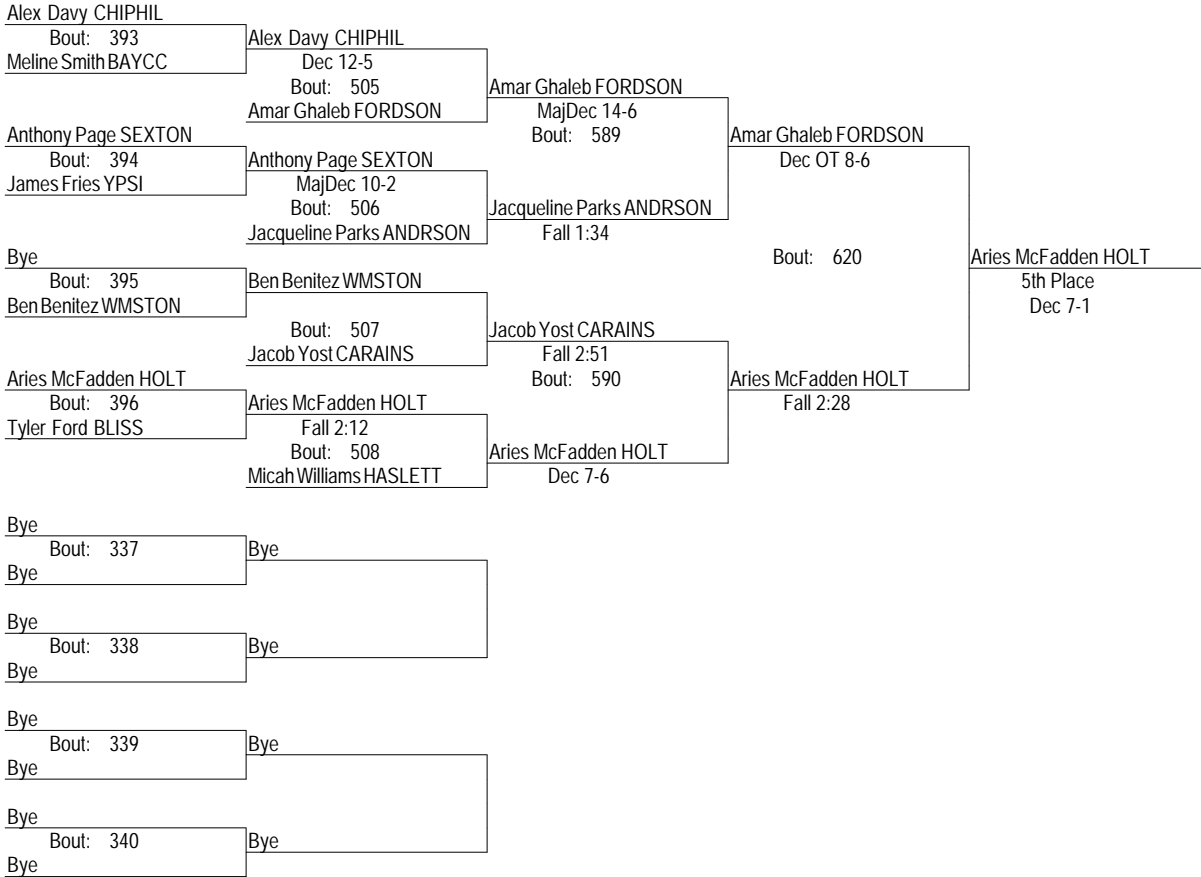 Alex Davy CHIPHIL
Bout: 393
Meline Smith BAYCC
Alex Davy CHIPHIL
Dec 12-5
Bout: 505
Amar Ghaleb FORDSON
Amar Ghaleb FORDSON
MajDec 14-6
Bout: 589
Anthony Page SEXTON
Bout: 394
James Fries YPSI
Anthony Page SEXTON
MajDec 10-2
Bout: 506
Jacqueline Parks ANDRSON
Jacqueline Parks ANDRSON
Fall 1:34
Amar Ghaleb FORDSON
Dec OT 8-6
Bout: 620
Aries McFadden HOLT
5th Place
Dec 7-1
Bye
Bout: 395
Ben Benitez WMSTON
Ben Benitez WMSTON
Bout: 507
Jacob Yost CARAINS
Jacob Yost CARAINS
Fall 2:51
Bout: 590
Aries McFadden HOLT
Fall 2:28
Aries McFadden HOLT
Bout: 396
Tyler Ford BLISS
Aries McFadden HOLT
Fall 2:12
Bout: 508
Micah Williams HASLETT
Aries McFadden HOLT
Dec 7-6
Bye
Bout: 337
Bye
Bye
Bye
Bout: 338
Bye
Bye
Bye
Bout: 339
Bye
Bye
Bye
Bout: 340
Bye
Bye